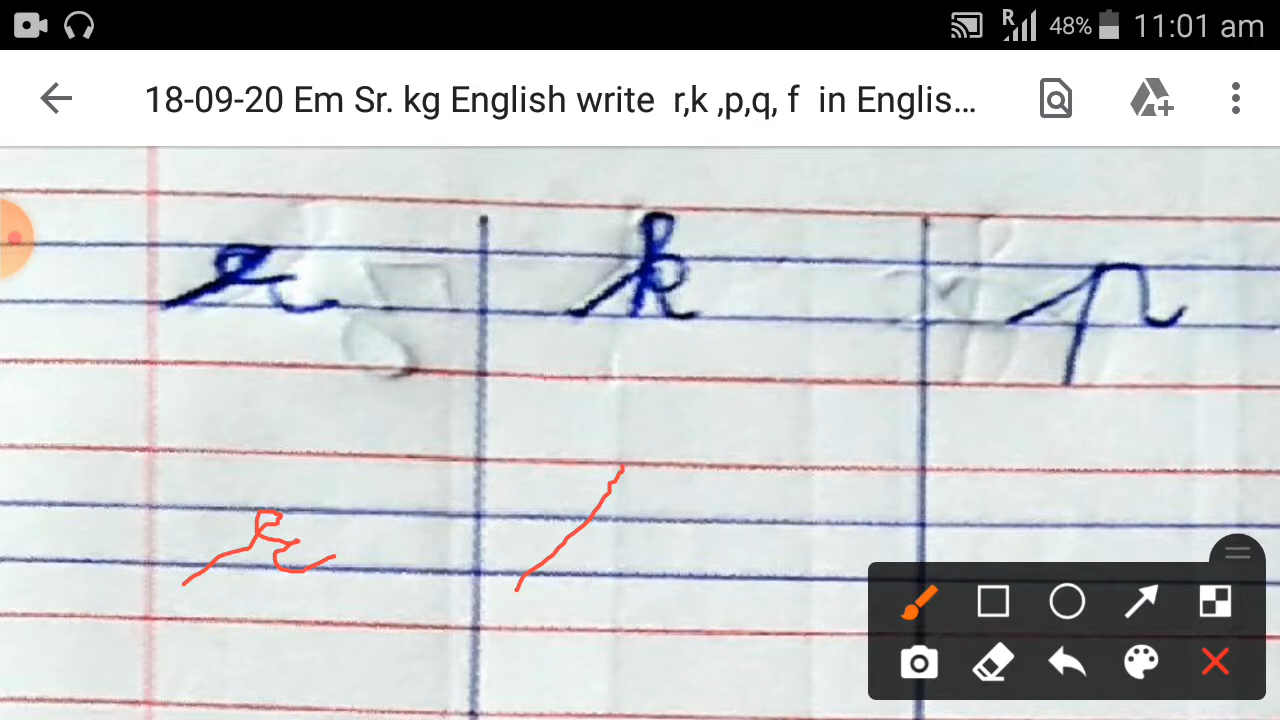 R 48% 11:01 am
18-09-20 Em Sr. kg English write r,k ,p,q, f in Englis...
r k p
r